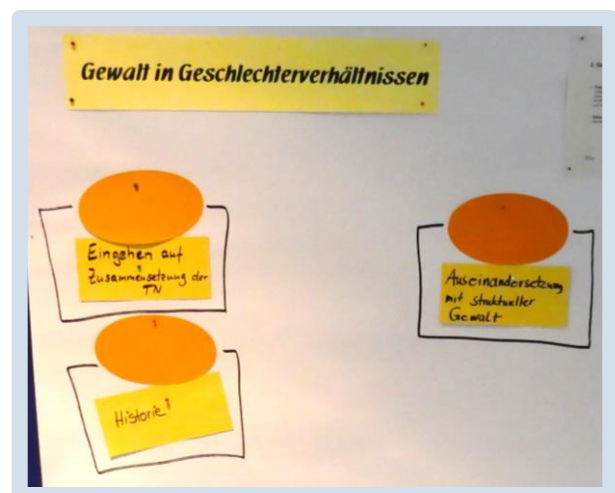 Gewalt in Geschlechterverhältnissen
Eingehen auf
Zusammensetzung der
TN
Historie
Auseinandersetzung
mit struktureller
Gewalt